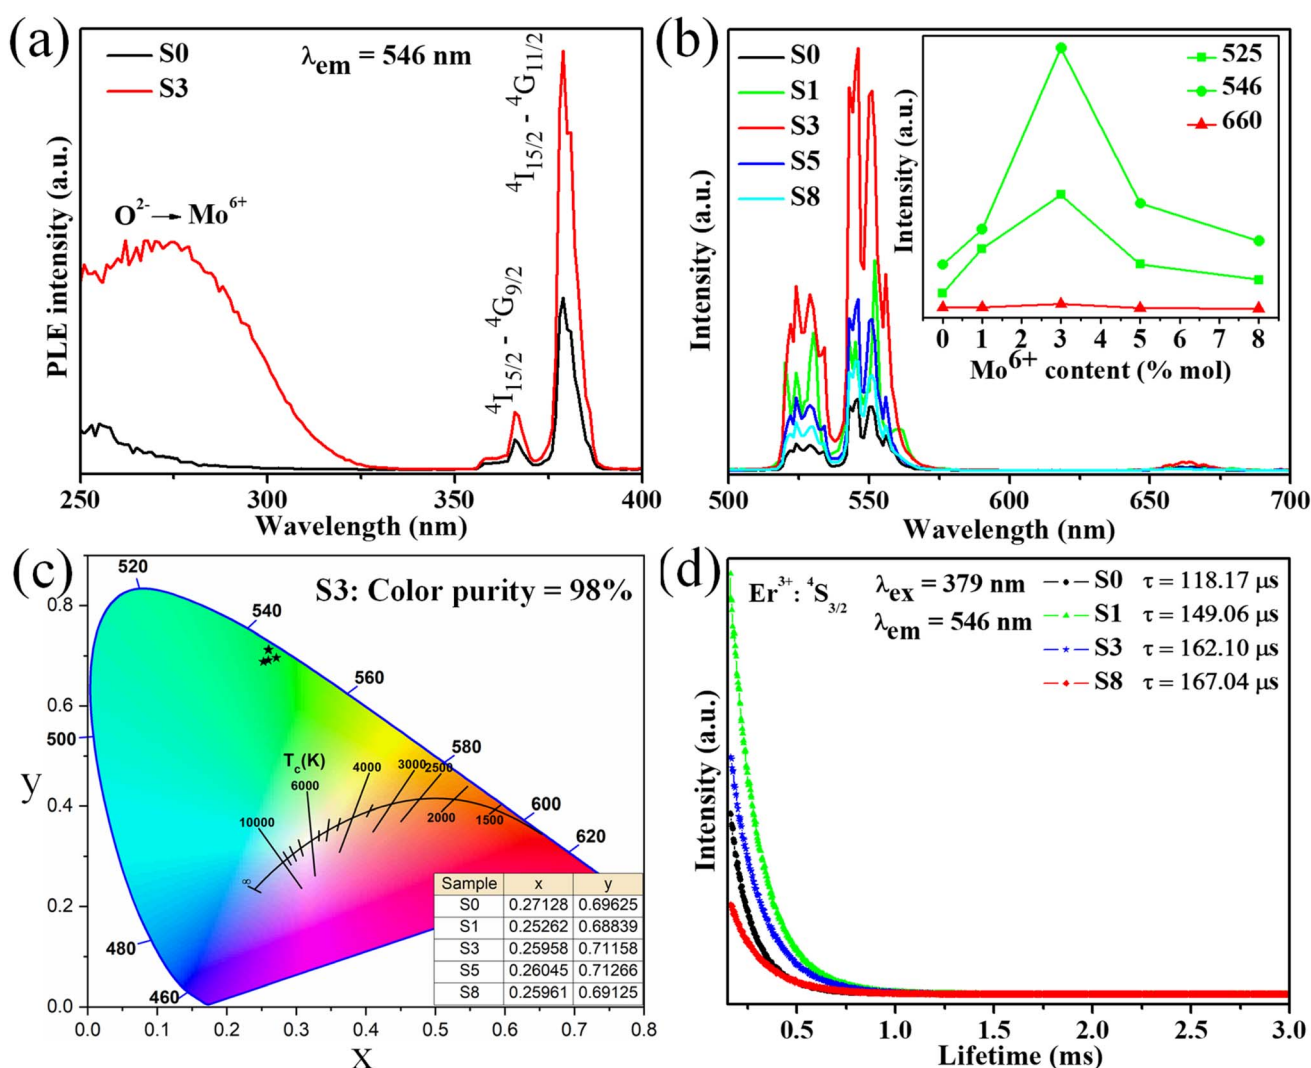 (a)
S0
S3
λem = 546 nm
O2- → Mo6+
4I15/2 - 4G9/2
4I15/2 - 4G11/2
PLE intensity (a.u.)
250 300 350 400
Wavelength (nm)
(b)
S0
S1
S3
S5
S8
Intensity (a.u.)
500 550 600 650 700
Wavelength (nm)
525
546
660
Intensity (a.u.)
0 1 2 3 4 5 6 7 8
Mo6+ content (% mol)
(c)
S3: Color purity = 98%
520
540
560
580
600
620
500
480
460
Tc(K)
∞
10000
6000
4000
3000
2500
2000
1500
y
0.8
0.6
0.6
0.4
0.2
0.0
0.0 0.1 0.2 0.3 0.4 0.5 0.6 0.7 0.8
x
Sample x y
S0 0.27128 0.69625
S1 0.25262 0.68839
S3 0.25958 0.71158
S5 0.26045 0.71266
S8 0.25961 0.69125
(d)
Er3+: 4S3/2
λex = 379 nm
λem = 546 nm
S0 τ = 118.17 μs
S1 τ = 149.06 μs
S3 τ = 162.10 μs
S8 τ = 167.04 μs
Intensity (a.u.)
0.5 1.0 1.5 2.0 2.5 3.0
Lifetime (ms)